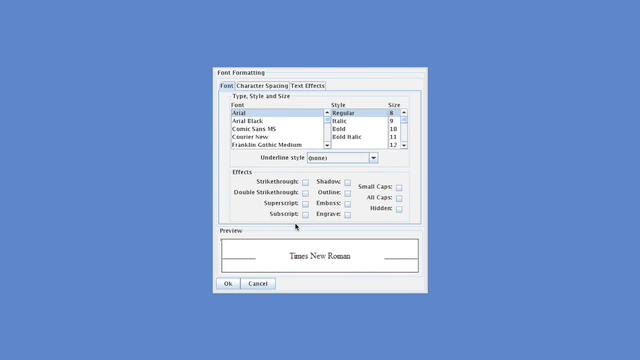 Font Formatting
Font Character Spacing Text Effects
Type, Style and Size
Font Style Size
Arial Regular 8
Arial Black Italic 9
Comic Sans MS Bold 10
Courier New Bold Italic 11
Franklin Gothic Medium 12
Underline style (none)
Effects
Strikethrough: Shadow: Small Caps:
Double Strikethrough: Outline: All Caps:
Superscript: Emboss: Hidden:
Subscript: Engrave:
Preview
Times New Roman
Ok Cancel